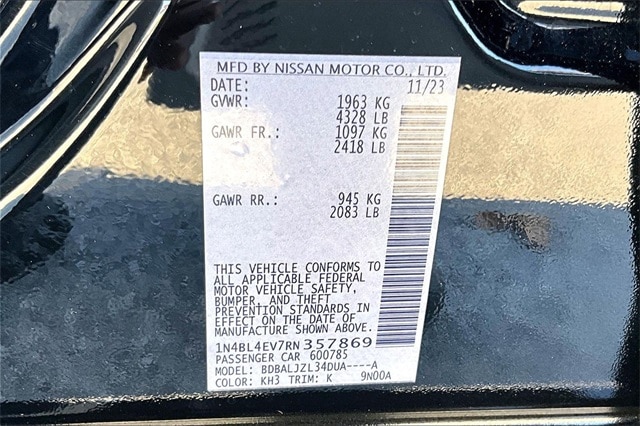 MFD BY NISSAN MOTOR CO., LTD.
DATE: 11/23
GVWR: 1963 KG
4328 LB
GAWR FR.: 1097 KG
2418 LB
GAWR RR.: 945 KG
2083 LB
THIS VEHICLE CONFORMS TO
ALL APPLICABLE FEDERAL
MOTOR VEHICLE SAFETY,
BUMPER, AND THEFT
PREVENTION STANDARDS IN
EFFECT ON THE DATE OF
MANUFACTURE SHOWN ABOVE.
1N4BL4EV7RN357869
PASSENGER CAR 600785
MODEL: BDBALJZL34DUA----A
COLOR: KH3 TRIM: K 9N00A